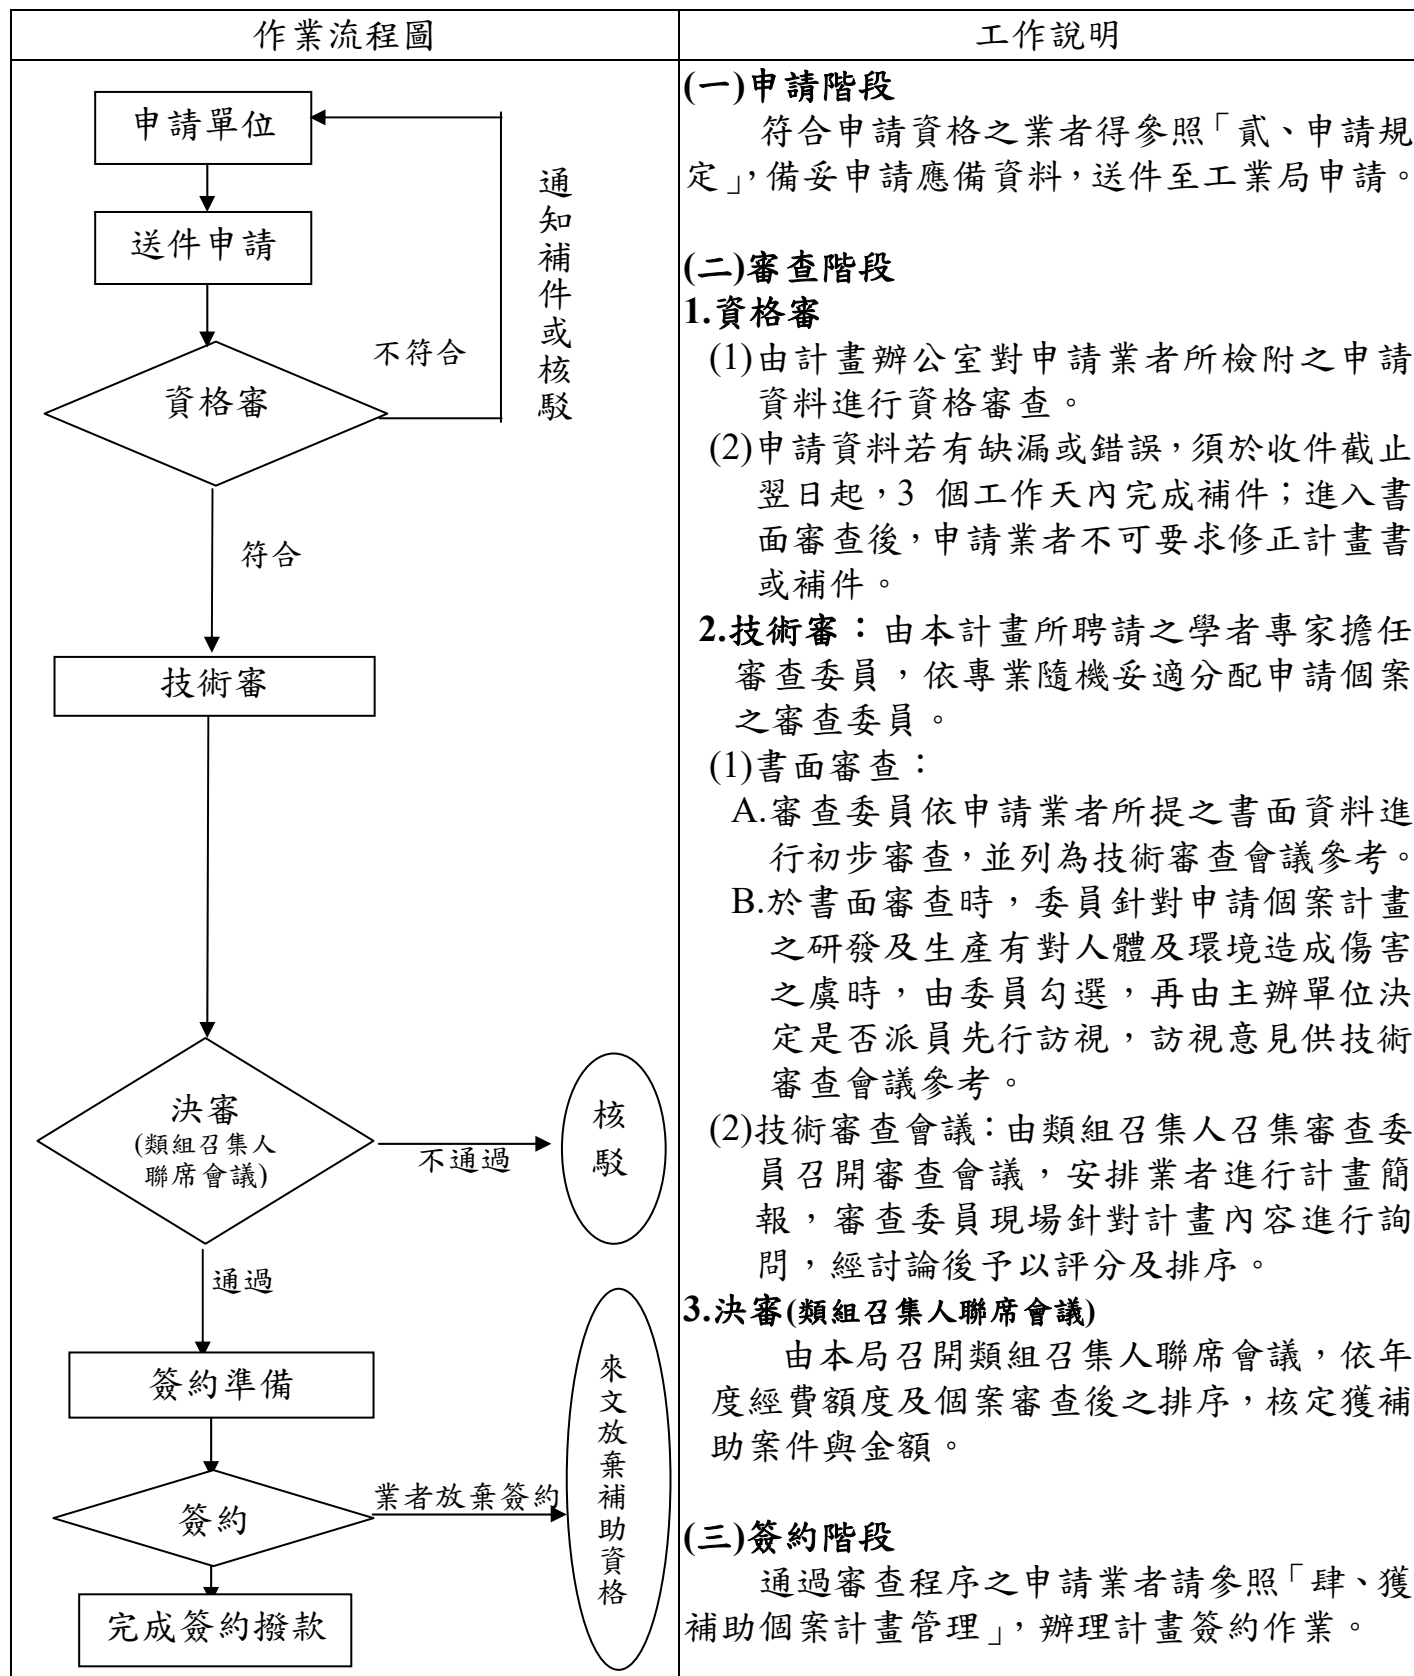 作業流程圖
工作說明
申請單位
送件申請
不符合
資格審
通知補件或核駁
符合
技術審
決審
(類組召集人
聯席會議)
不通過
核駁
通過
簽約準備
簽約
業者放棄簽約
來文放棄補助資格
完成簽約撥款
(一)申請階段
符合申請資格之業者得參照「貳、申請規
定」,備妥申請應備資料,送件至工業局申請。
(二)審查階段
1.資格審
(1)由計畫辦公室對申請業者所檢附之申請
資料進行資格審查。
(2)申請資料若有缺漏或錯誤,須於收件截止
翌日起,3 個工作天內完成補件;進入書
面審查後,申請業者不可要求修正計畫書
或補件。
2.技術審:由本計畫所聘請之學者專家擔任
審查委員,依專業隨機妥適分配申請個案
之審查委員。
(1)書面審查:
A.審查委員依申請業者所提之書面資料進
行初步審查,並列為技術審查會議參考。
B.於書面審查時,委員針對申請個案計畫
之研發及生產有對人體及環境造成傷害
之虞時,由委員勾選,再由主辦單位決
定是否派員先行訪視,訪視意見供技術
審查會議參考。
(2)技術審查會議:由類組召集人召集審查委
員召開審查會議,安排業者進行計畫簡
報,審查委員現場針對計畫內容進行詢
問,經討論後予以評分及排序。
3.決審(類組召集人聯席會議)
由本局召開類組召集人聯席會議,依年
度經費額度及個案審查後之排序,核定獲補
助案件與金額。
(三)簽約階段
通過審查程序之申請業者請參照「肆、獲
補助個案計畫管理」,辦理計畫簽約作業。